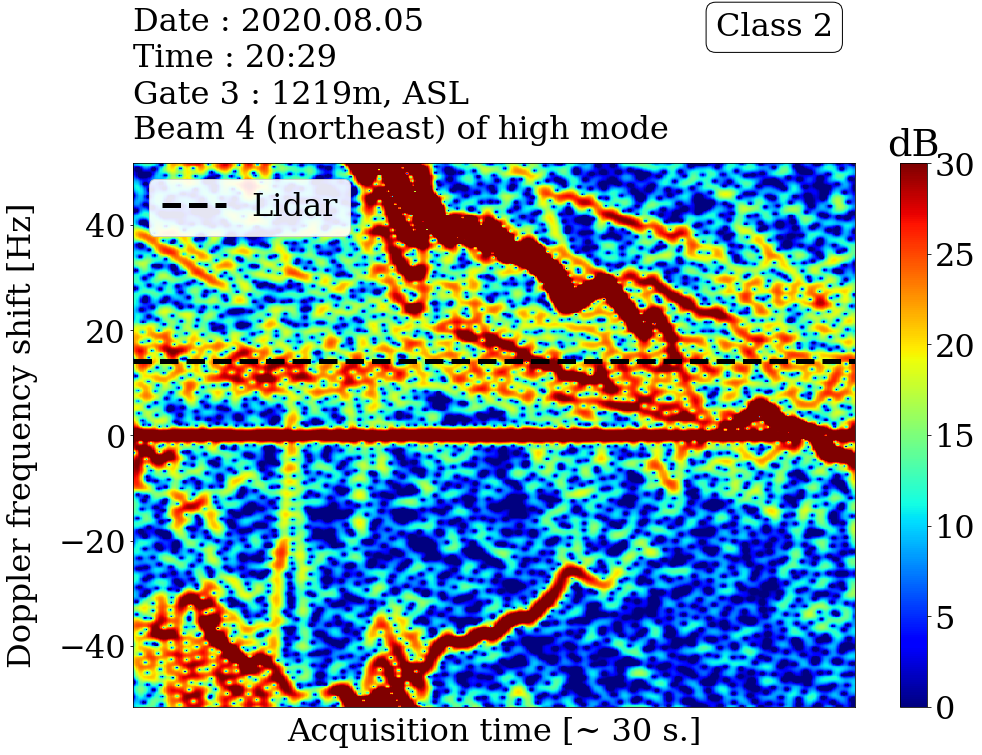 Date : 2020.08.05
Time : 20:29
Gate 3 : 1219m, ASL
Beam 4 (northeast) of high mode
Class 2
dB
Lidar
Doppler frequency shift [Hz]
40
20
0
−20
−40
30
25
20
15
10
5
0
Acquisition time [~ 30 s.]